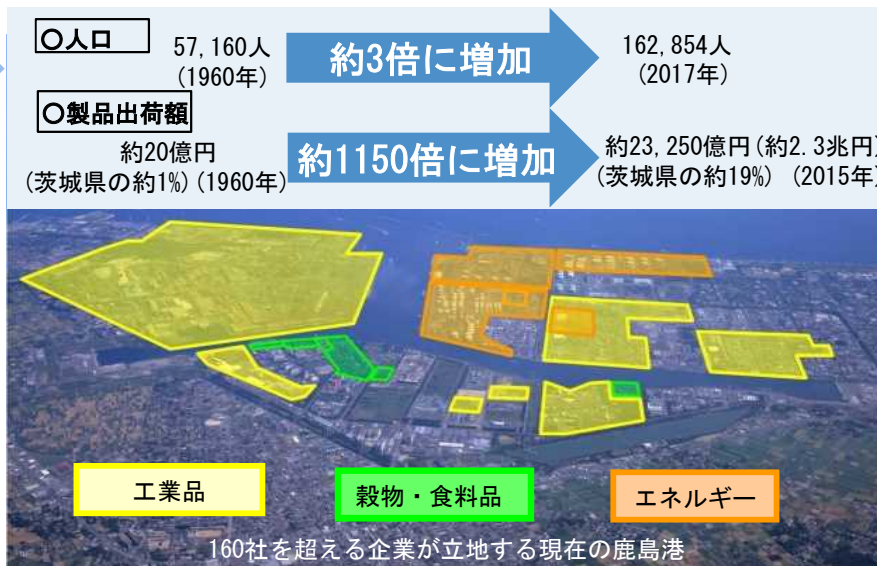 〇人口
57,160人
(1960年)
約3倍に増加
162,854人
(2017年)
〇製品出荷額
約20億円
(茨城県の約1%)(1960年)
約1150倍に増加
約23,250億円(約2.3兆円)
(茨城県の約19%) (2015年)
工業品
穀物・食料品
エネルギー
160社を超える企業が立地する現在の鹿島港